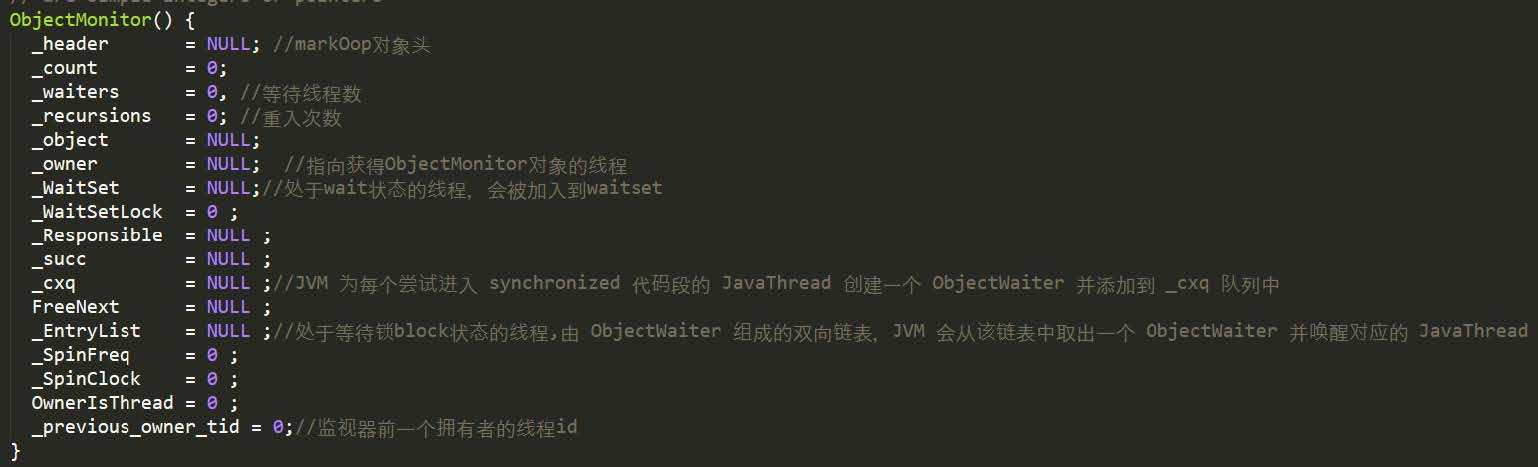 ObjectMonitor() {
_header = NULL; //markOop对象头
_count = 0;
_waiters = 0, //等待线程数
_recursions = 0; //重入次数
_object = NULL;
_owner = NULL; //指向获得ObjectMonitor对象的线程
_WaitSet = NULL;//处于wait状态的线程，会被加入到waitset
_WaitSetLock = 0 ;
_Responsible = NULL ;
_succ = NULL ;
_cxq = NULL ;//JVM 为每个尝试进入 synchronized 代码段的 JavaThread 创建一个 ObjectWaiter 并添加到 _cxq 队列中
FreeNext = NULL ;
_EntryList = NULL ;//处于等待锁block状态的线程,由 ObjectWaiter 组成的双向链表，JVM 会从该链表中取出一个 ObjectWaiter 并唤醒对应的 JavaThread
_SpinFreq = 0 ;
_SpinClock = 0 ;
OwnerIsThread = 0 ;
_previous_owner_tid = 0;//监视器前一个拥有者的线程id
}